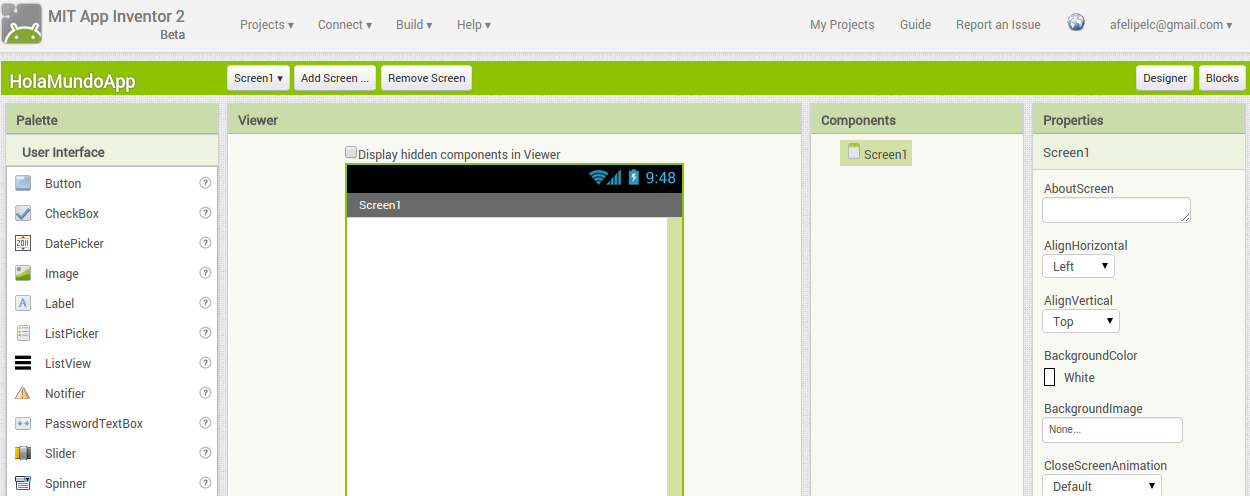 MIT App Inventor 2
Beta
Projects ▾ Connect ▾ Build ▾ Help ▾ My Projects Guide Report an Issue afelipelc@gmail.com ▾
HolaMundoApp Screen1 ▾ Add Screen ... Remove Screen Designer Blocks
Palette
User Interface
Button
CheckBox
DatePicker
Image
Label
ListPicker
ListView
Notifier
PasswordTextBox
Slider
Spinner
Viewer
Display hidden components in Viewer
9:48
Screen1
Components
Screen1
Properties
Screen1
AboutScreen
AlignHorizontal
Left
AlignVertical
Top
BackgroundColor
White
BackgroundImage
None...
CloseScreenAnimation
Default